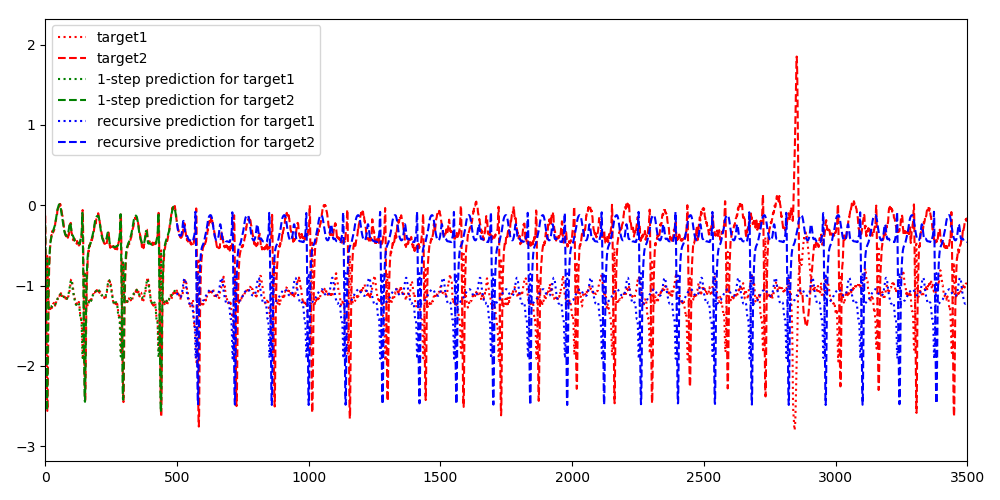 target1
target2
1-step prediction for target1
1-step prediction for target2
recursive prediction for target1
recursive prediction for target2
2
1
0
−1
−2
−3
0 500 1000 1500 2000 2500 3000 3500